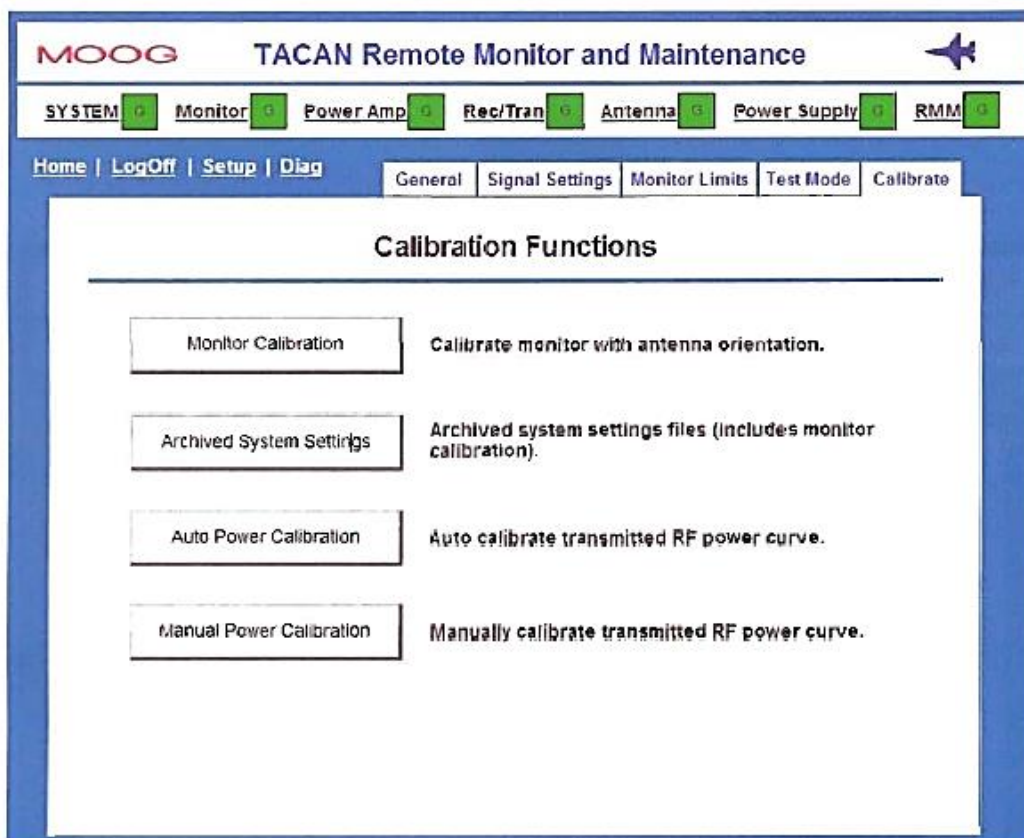 MOOG TACAN Remote Monitor and Maintenance
SYSTEM G Monitor G Power Amp G Rec/Tran G Antenna G Power Supply G RMM G
Home | LogOff | Setup | Diag
General Signal Settings Monitor Limits Test Mode Calibrate
Calibration Functions
Monitor Calibration Calibrate monitor with antenna orientation.
Archived System Settings Archived system settings files (includes monitor
calibration).
Auto Power Calibration Auto calibrate transmitted RF power curve.
Manual Power Calibration Manually calibrate transmitted RF power curve.